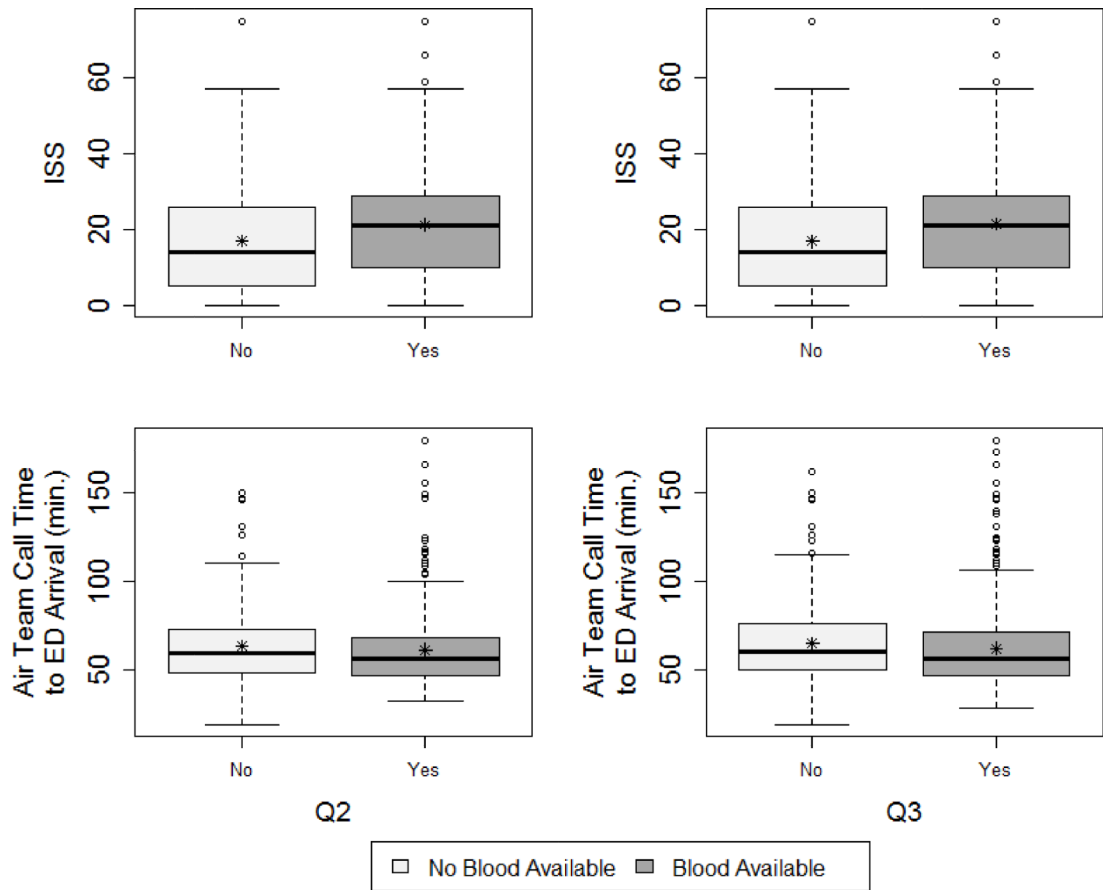 ISS
0
20
40
60
No
Yes
ISS
0
20
40
60
No
Yes
Air Team Call Time
to ED Arrival (min.)
50
100
150
No
Yes
Q2
Air Team Call Time
to ED Arrival (min.)
50
100
150
No
Yes
Q3
No Blood Available
Blood Available